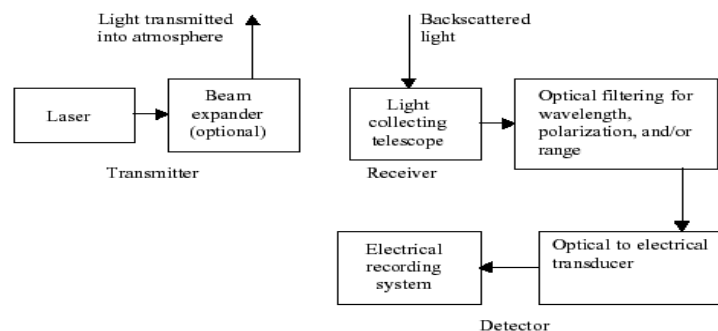 Light transmitted
into atmosphere
Backscattered
light
Laser
Beam
expander
(optional)
Light
collecting
telescope
Optical filtering for
wavelength,
polarization, and/or
range
Transmitter
Receiver
Electrical
recording
system
Optical to electrical
transducer
Detector